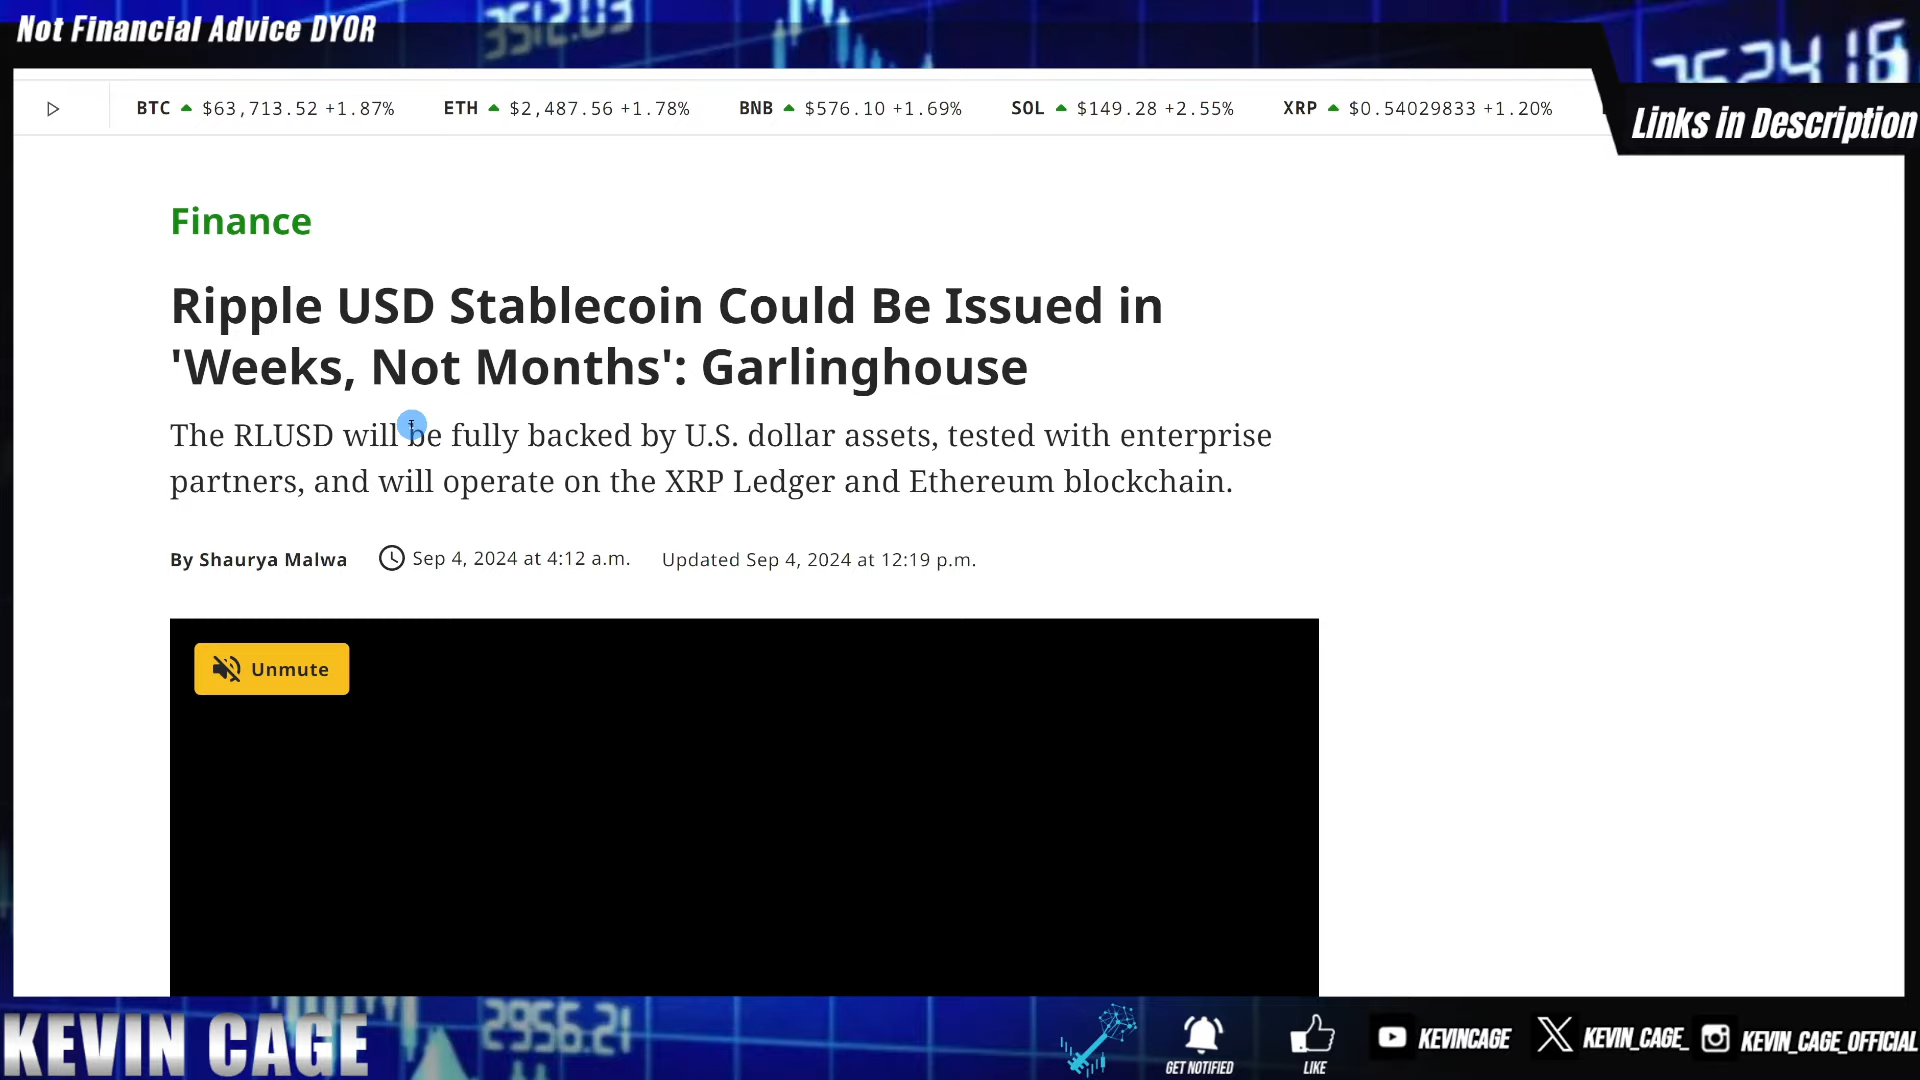 Not Financial Advice DYOR
3512.03
Links in Description
BTC $63,713.52 +1.87% ETH $2,487.56 +1.78% BNB $576.10 +1.69% SOL $149.28 +2.55% XRP $0.54029833 +1.20%
Finance
Ripple USD Stablecoin Could Be Issued in
'Weeks, Not Months': Garlinghouse
The RLUSD will be fully backed by U.S. dollar assets, tested with enterprise
partners, and will operate on the XRP Ledger and Ethereum blockchain.
By Shaurya Malwa Sep 4, 2024 at 4:12 a.m. Updated Sep 4, 2024 at 12:19 p.m.
Unmute
KEVIN CAGE
2956.21
GET NOTIFIED
LIKE
KEVINCAGE
KEVIN_CAGE_
KEVIN_CAGE_OFFICIAL